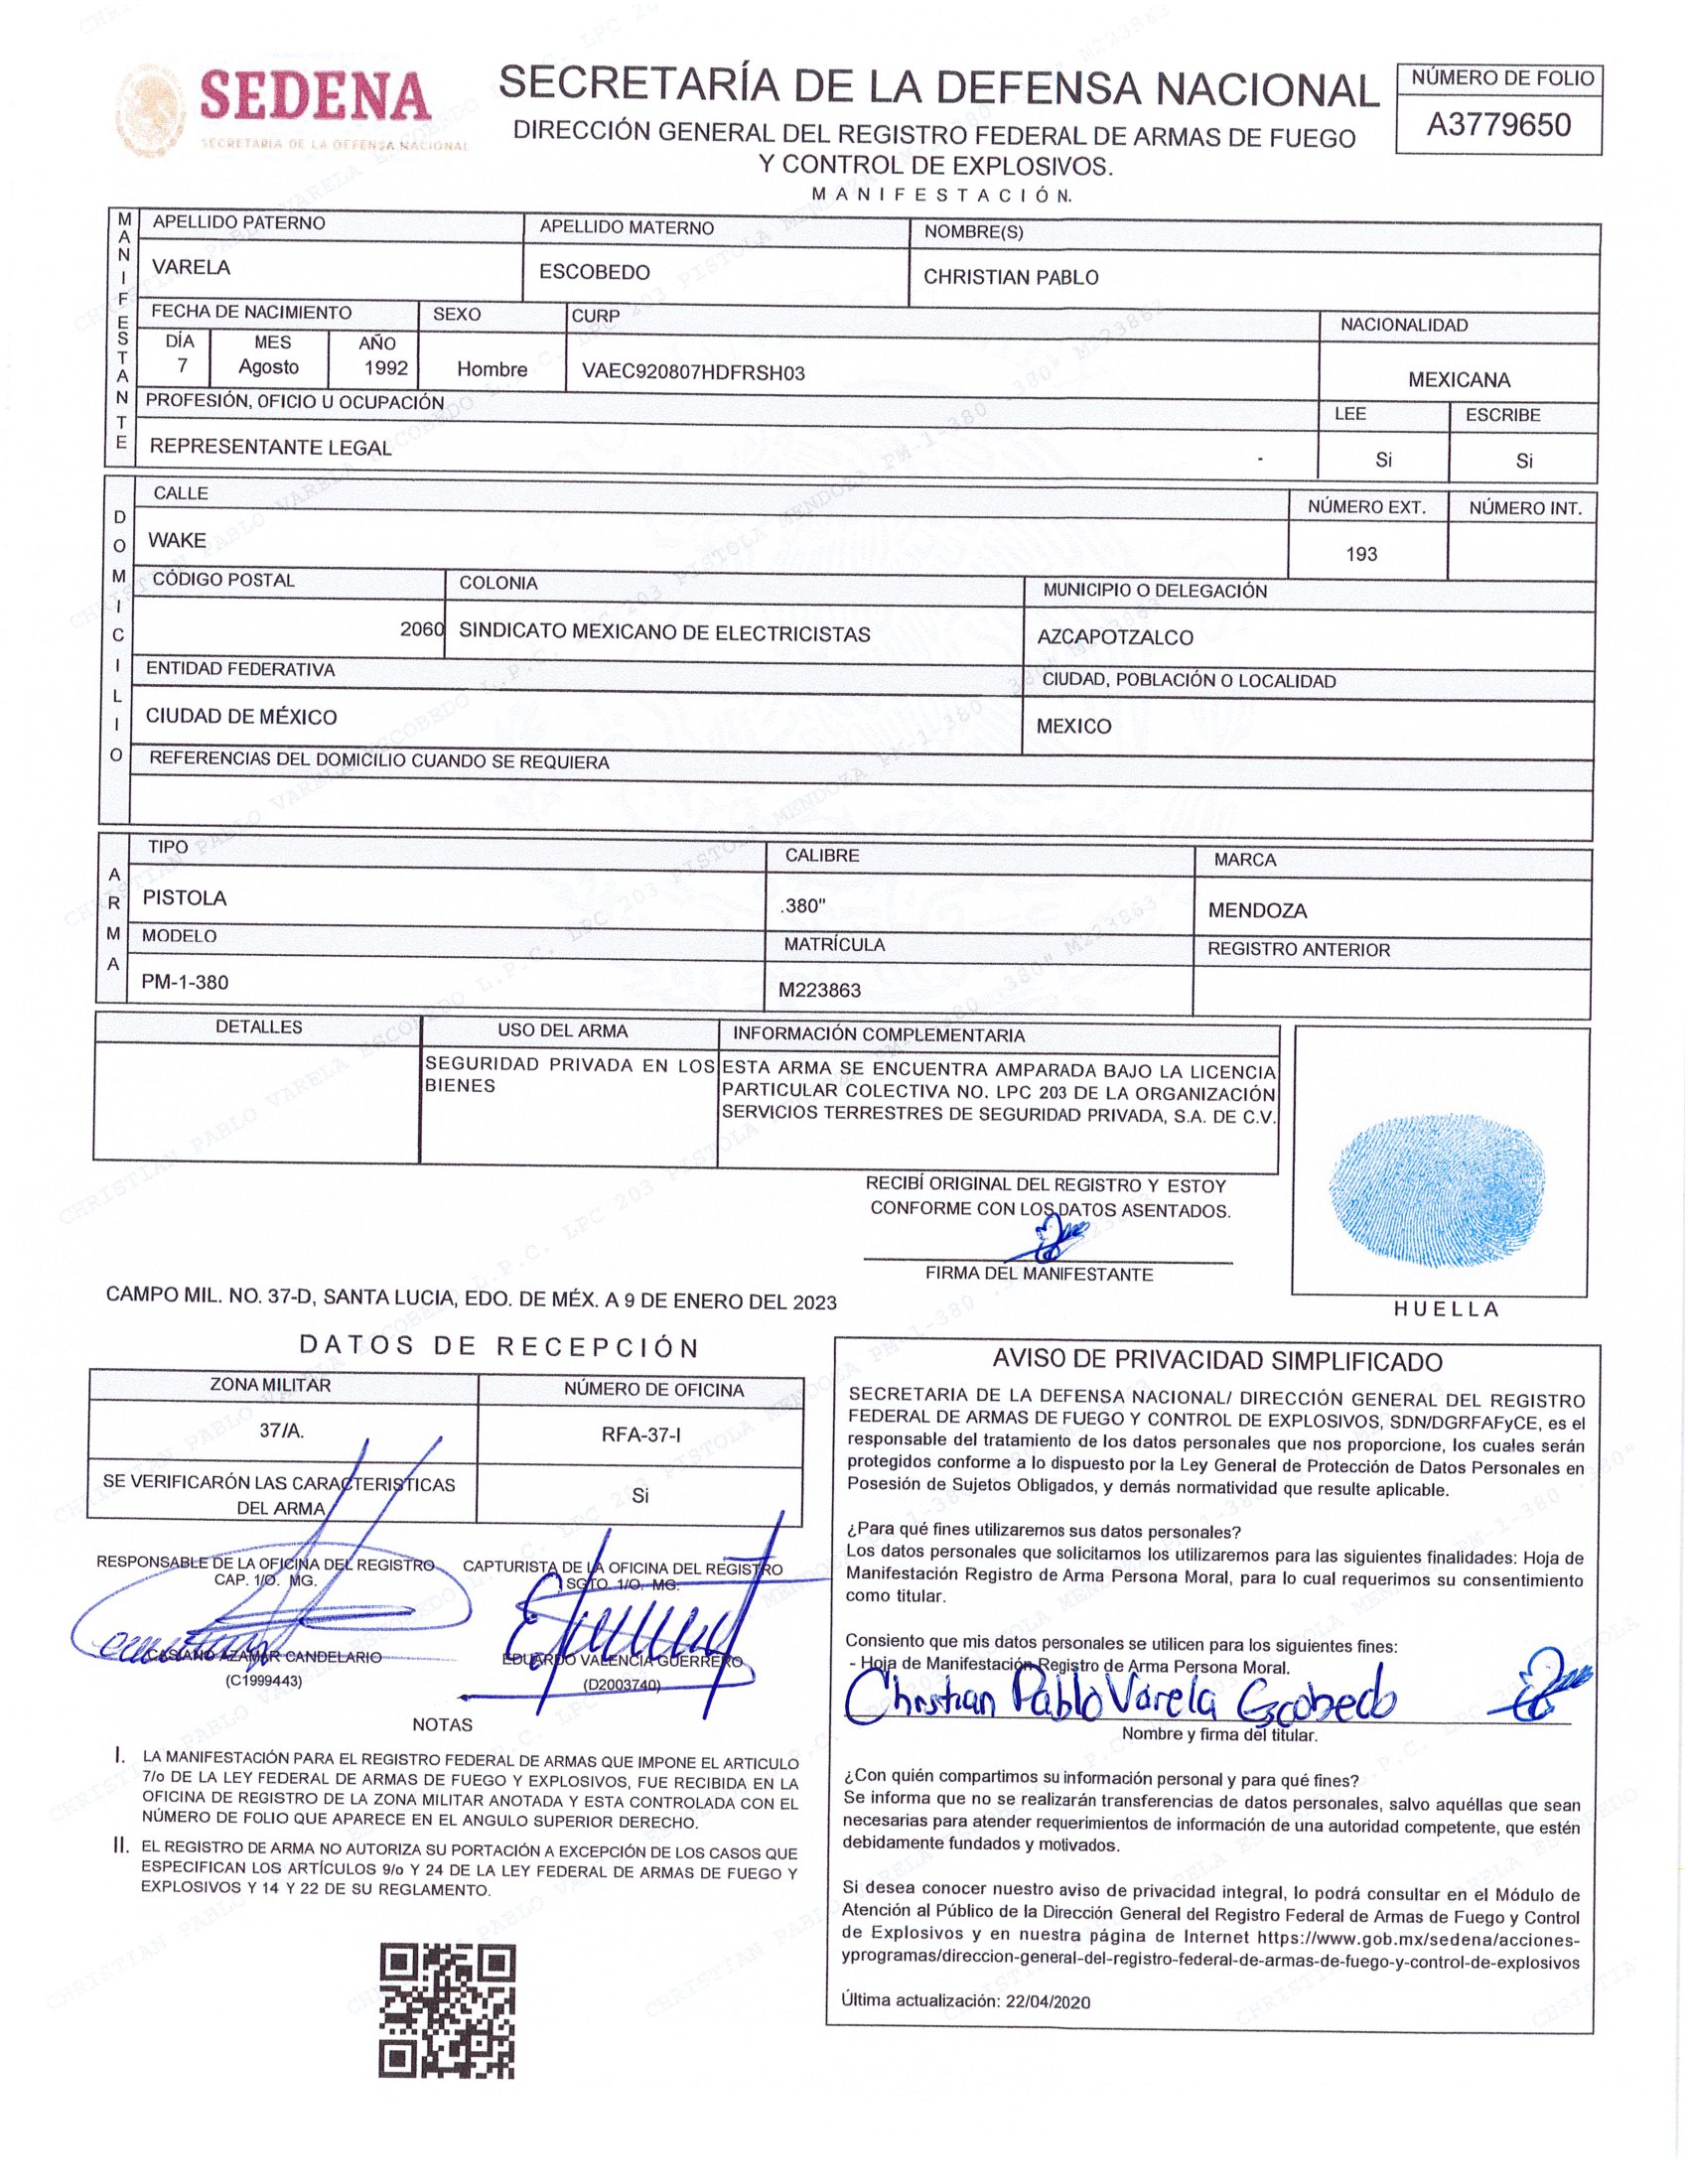 SEDENA
SECRETARÍA DE LA DEFENSA NACIONAL
SECRETARÍA DE LA DEFENSA NACIONAL
DIRECCIÓN GENERAL DEL REGISTRO FEDERAL DE ARMAS DE FUEGO
Y CONTROL DE EXPLOSIVOS.
MANIFESTACIÓN.
NÚMERO DE FOLIO
A3779650
MANIFESTANTE
APELLIDO PATERNO APELLIDO MATERNO NOMBRE(S)
VARELA ESCOBEDO CHRISTIAN PABLO
FECHA DE NACIMIENTO SEXO CURP NACIONALIDAD
DÍA MES AÑO
7 Agosto 1992 Hombre VAEC920807HDFRSH03 MEXICANA
PROFESIÓN, OFICIO U OCUPACIÓN LEE ESCRIBE
REPRESENTANTE LEGAL - Si Si
DOMICILIO
CALLE NÚMERO EXT. NÚMERO INT.
WAKE 193
CÓDIGO POSTAL COLONIA MUNICIPIO O DELEGACIÓN
2060 SINDICATO MEXICANO DE ELECTRICISTAS AZCAPOTZALCO
ENTIDAD FEDERATIVA CIUDAD, POBLACIÓN O LOCALIDAD
CIUDAD DE MÉXICO MEXICO
REFERENCIAS DEL DOMICILIO CUANDO SE REQUIERA
ARMA
TIPO CALIBRE MARCA
PISTOLA .380" MENDOZA
MODELO MATRÍCULA REGISTRO ANTERIOR
PM-1-380 M223863
DETALLES USO DEL ARMA INFORMACIÓN COMPLEMENTARIA
SEGURIDAD PRIVADA EN LOS
BIENES
ESTA ARMA SE ENCUENTRA AMPARADA BAJO LA LICENCIA
PARTICULAR COLECTIVA NO. LPC 203 DE LA ORGANIZACIÓN
SERVICIOS TERRESTRES DE SEGURIDAD PRIVADA, S.A. DE C.V.
RECIBÍ ORIGINAL DEL REGISTRO Y ESTOY
CONFORME CON LOS DATOS ASENTADOS.
FIRMA DEL MANIFESTANTE
HUELLA
CAMPO MIL. NO. 37-D, SANTA LUCIA, EDO. DE MÉX. A 9 DE ENERO DEL 2023
DATOS DE RECEPCIÓN
ZONA MILITAR NÚMERO DE OFICINA
37/A. RFA-37-I
SE VERIFICARÓN LAS CARACTERISTICAS
DEL ARMA
Si
RESPONSABLE DE LA OFICINA DEL REGISTRO
CAP. 1/O. MG.
CASIANO AZAMAR CANDELARIO
(C1999443)
CAPTURISTA DE LA OFICINA DEL REGISTRO
SGTO. 1/O. MG.
EDUARDO VALENCIA GUERRERO
(D2003740)
NOTAS
I. LA MANIFESTACIÓN PARA EL REGISTRO FEDERAL DE ARMAS QUE IMPONE EL ARTICULO
7/o DE LA LEY FEDERAL DE ARMAS DE FUEGO Y EXPLOSIVOS, FUE RECIBIDA EN LA
OFICINA DE REGISTRO DE LA ZONA MILITAR ANOTADA Y ESTA CONTROLADA CON EL
NÚMERO DE FOLIO QUE APARECE EN EL ANGULO SUPERIOR DERECHO.
II. EL REGISTRO DE ARMA NO AUTORIZA SU PORTACIÓN A EXCEPCIÓN DE LOS CASOS QUE
ESPECIFICAN LOS ARTÍCULOS 9/o Y 24 DE LA LEY FEDERAL DE ARMAS DE FUEGO Y
EXPLOSIVOS Y 14 Y 22 DE SU REGLAMENTO.
AVISO DE PRIVACIDAD SIMPLIFICADO
SECRETARIA DE LA DEFENSA NACIONAL/ DIRECCIÓN GENERAL DEL REGISTRO
FEDERAL DE ARMAS DE FUEGO Y CONTROL DE EXPLOSIVOS, SDN/DGRFAFyCE, es el
responsable del tratamiento de los datos personales que nos proporcione, los cuales serán
protegidos conforme a lo dispuesto por la Ley General de Protección de Datos Personales en
Posesión de Sujetos Obligados, y demás normatividad que resulte aplicable.
¿Para qué fines utilizaremos sus datos personales?
Los datos personales que solicitamos los utilizaremos para las siguientes finalidades: Hoja de
Manifestación Registro de Arma Persona Moral, para lo cual requerimos su consentimiento
como titular.
Consiento que mis datos personales se utilicen para los siguientes fines:
- Hoja de Manifestación Registro de Arma Persona Moral.
Christian Pablo Varela Escobedo
Nombre y firma del titular.
¿Con quién compartimos su información personal y para qué fines?
Se informa que no se realizarán transferencias de datos personales, salvo aquéllas que sean
necesarias para atender requerimientos de información de una autoridad competente, que estén
debidamente fundados y motivados.
Si desea conocer nuestro aviso de privacidad integral, lo podrá consultar en el Módulo de
Atención al Público de la Dirección General del Registro Federal de Armas de Fuego y Control
de Explosivos y en nuestra página de Internet https://www.gob.mx/sedena/acciones-
yprogramas/direccion-general-del-registro-federal-de-armas-de-fuego-y-control-de-explosivos
Última actualización: 22/04/2020